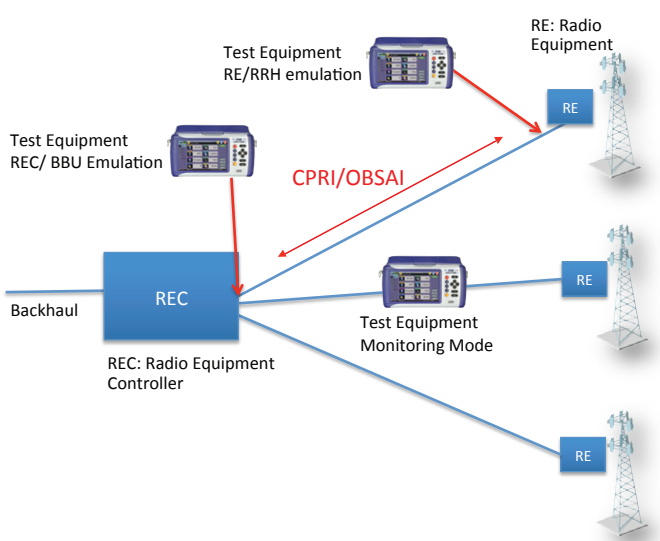 RE: Radio
Equipment
Test Equipment
RE/RRH emulation
RE
Test Equipment
REC/ BBU Emulation
CPRI/OBSAI
REC
RE
Backhaul
Test Equipment
Monitoring Mode
REC: Radio Equipment
Controller
RE